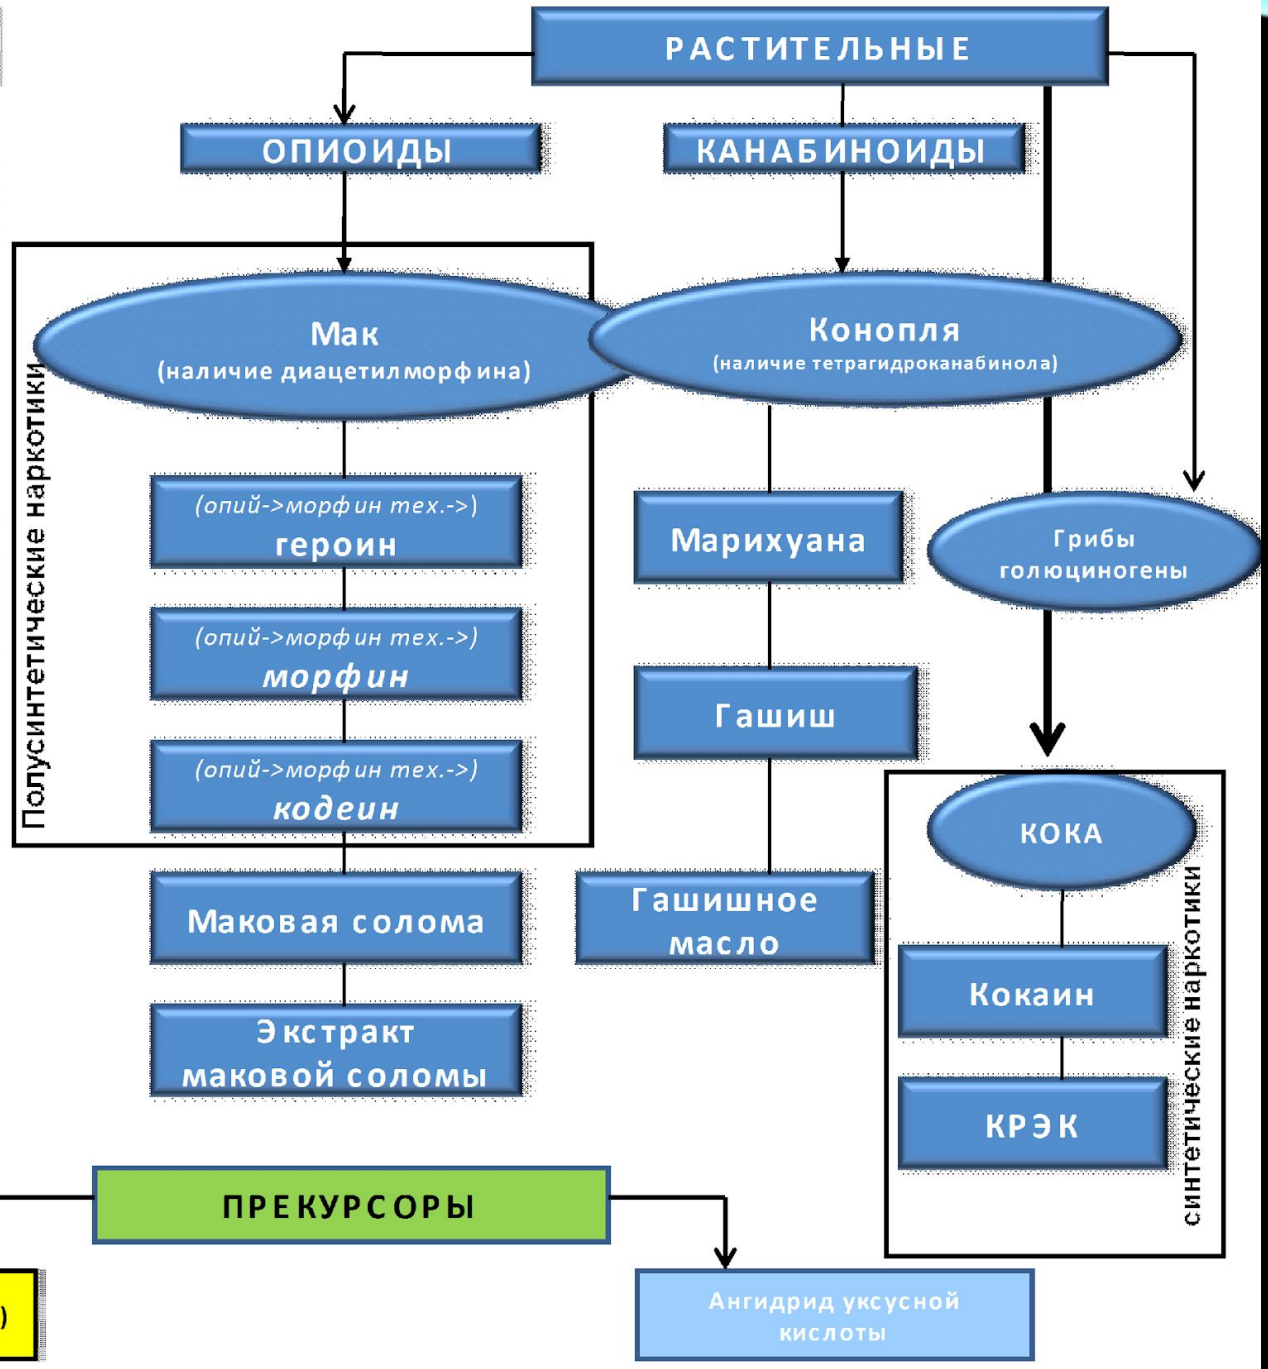 РАСТИТЕЛЬНЫЕ
ОПИОИДЫ
КАНАБИНОИДЫ
Мак
(наличие диацетилморфина)
Конопля
(наличие тетрагидроканабинола)
Полусинтетические наркотики
(опий->морфин тех.->)
героин
(опий->морфин тех.->)
морфин
(опий->морфин тех.->)
кодеин
Маковая солома
Экстракт
маковой соломы
Марихуана
Гашиш
Гашишное
масло
Грибы
голюциногены
КОКА
Кокаин
КРЭК
синтетические наркотики
ПРЕКУРСОРЫ
)
Ангидрид уксусной
кислоты